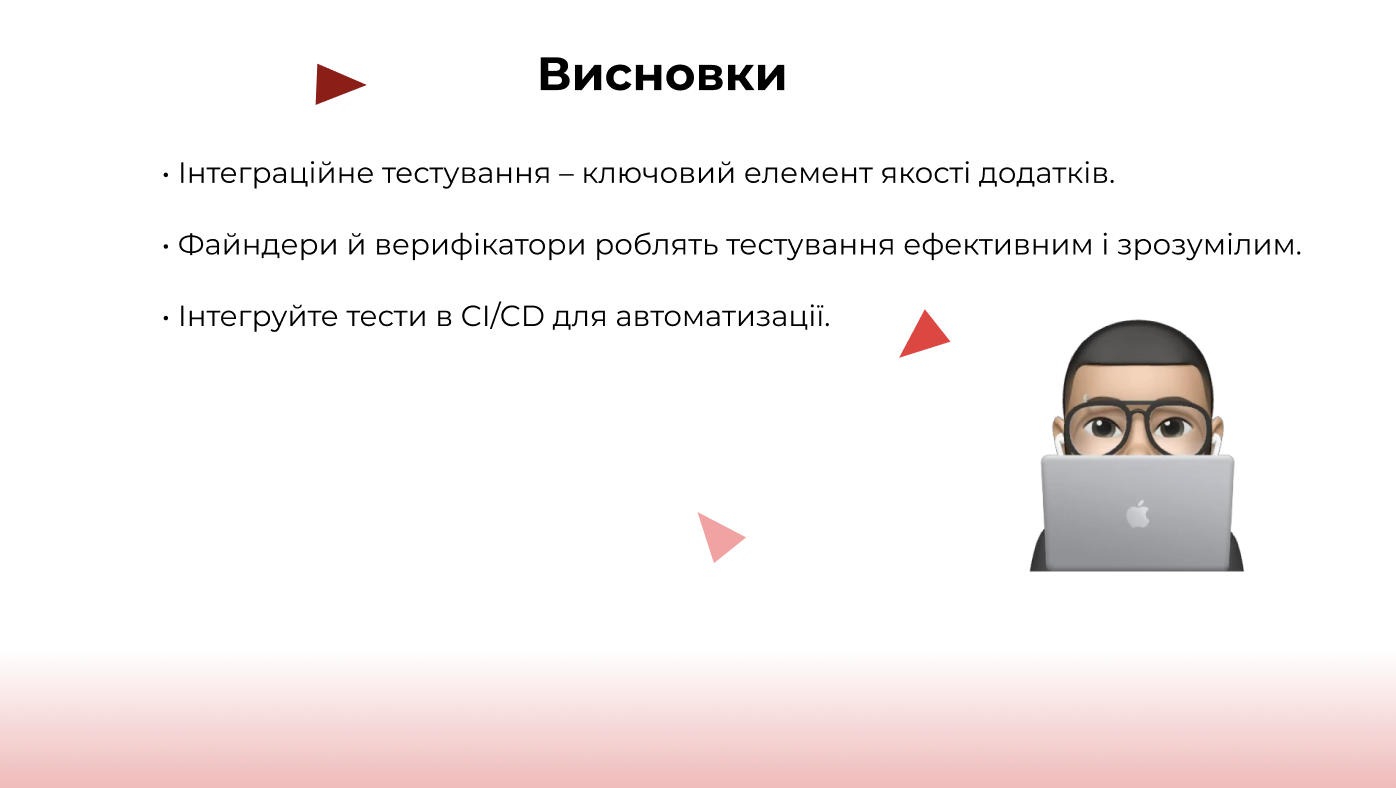 Висновки
• Інтеграційне тестування – ключовий елемент якості додатків.
• Файндери й верифікатори роблять тестування ефективним і зрозумілим.
• Інтегруйте тести в CI/CD для автоматизації.